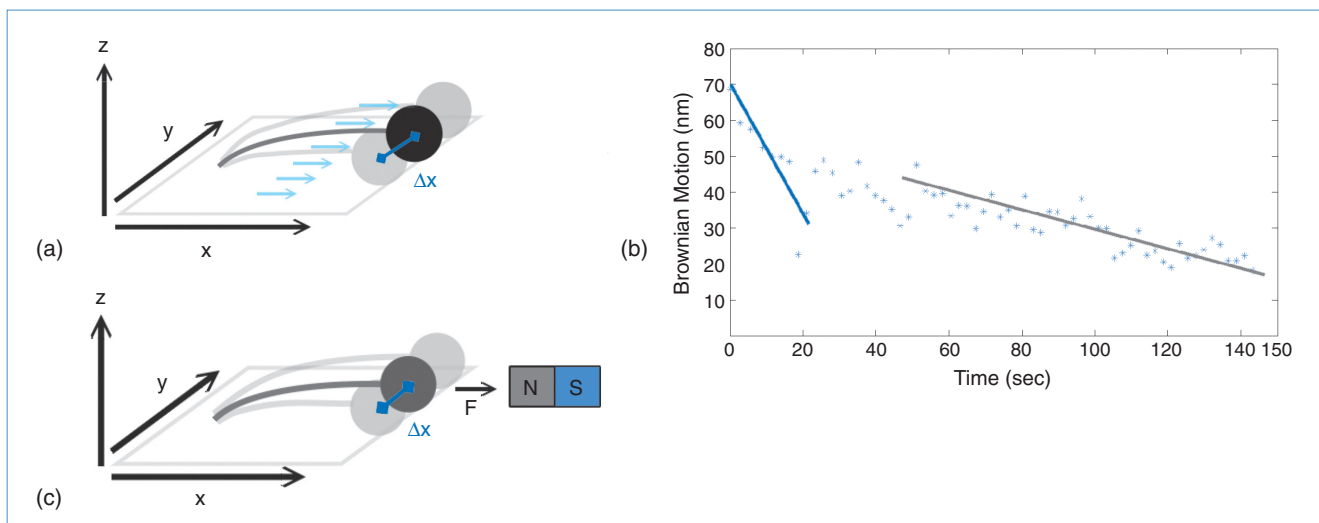 z
y
Δx
x
(a)
80
70
60
50
40
30
20
10
0
20
40
60
80
100
120
140 150
Brownian Motion (nm)
Time (sec)
(b)
z
y
N S
F
Δx
x
(c)